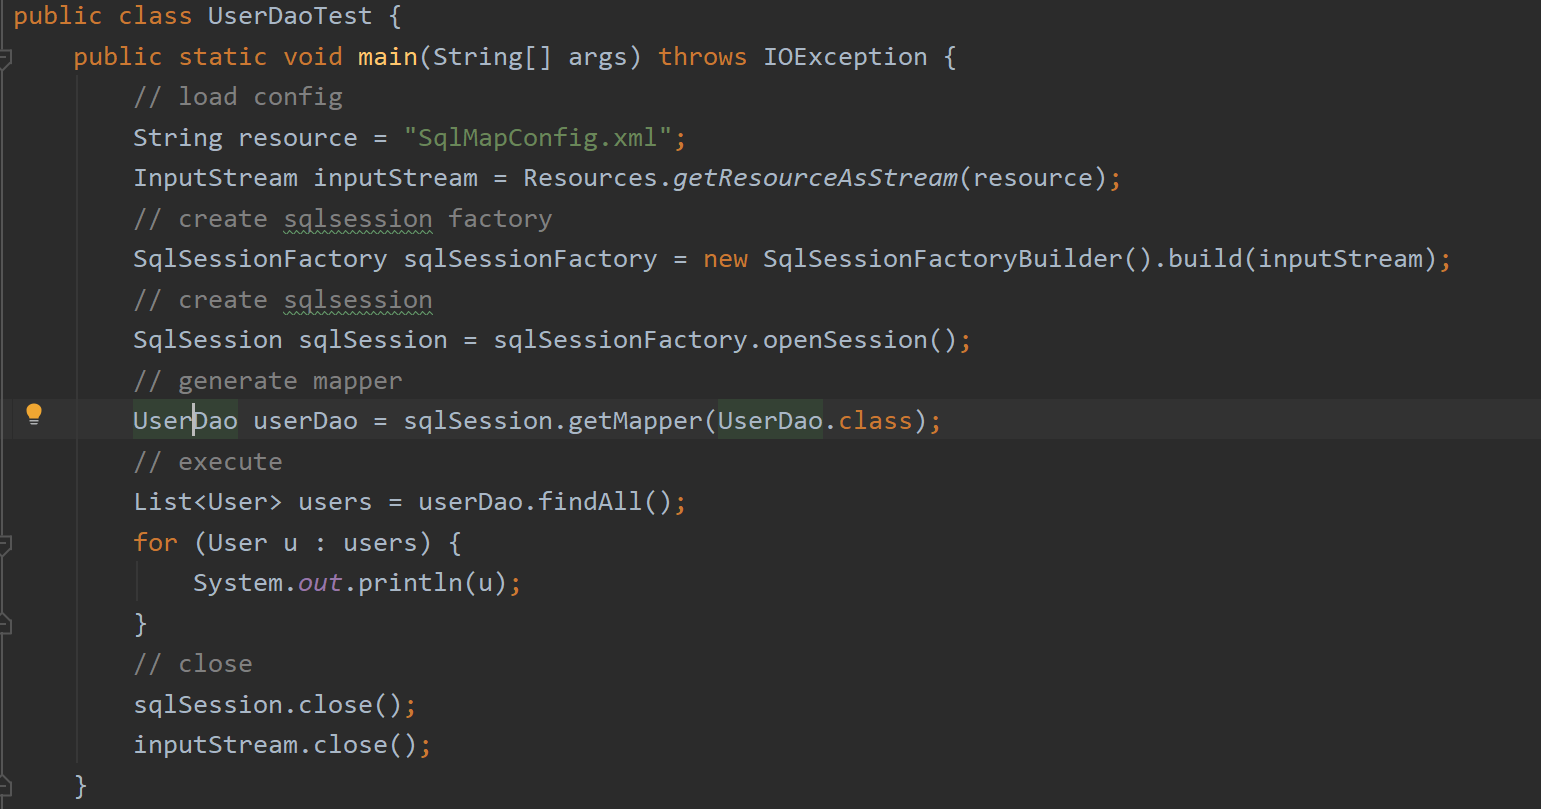 public class UserDaoTest {
public static void main(String[] args) throws IOException {
// load config
String resource = "SqlMapConfig.xml";
InputStream inputStream = Resources.getResourceAsStream(resource);
// create sqlsession factory
SqlSessionFactory sqlSessionFactory = new SqlSessionFactoryBuilder().build(inputStream);
// create sqlsession
SqlSession sqlSession = sqlSessionFactory.openSession();
// generate mapper
UserDao userDao = sqlSession.getMapper(UserDao.class);
// execute
List<User> users = userDao.findAll();
for (User u : users) {
System.out.println(u);
}
// close
sqlSession.close();
inputStream.close();
}